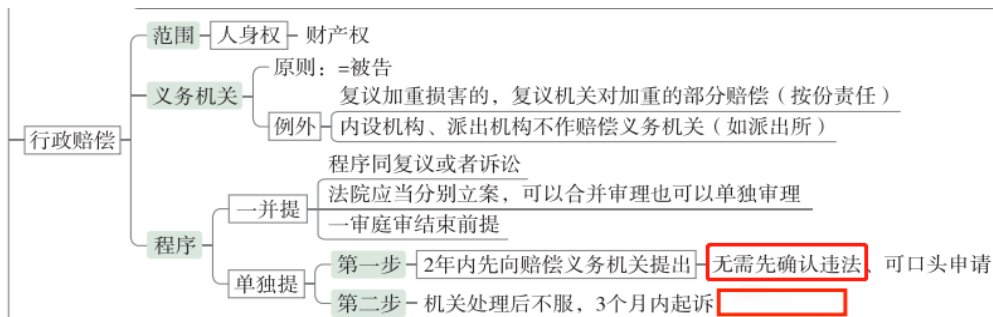 范围 人身权 财产权
行政赔偿
义务机关
原则：=被告
例外
复议加重损害的，复议机关对加重的部分赔偿（按份责任）
内设机构、派出机构不作赔偿义务机关（如派出所）
程序
一并提
程序同复议或者诉讼
法院应当分别立案，可以合并审理也可以单独审理
一审庭审结束前提
单独提
第一步 2年内先向赔偿义务机关提出 无需先确认违法、可口头申请
第二步 机关处理后不服，3个月内起诉